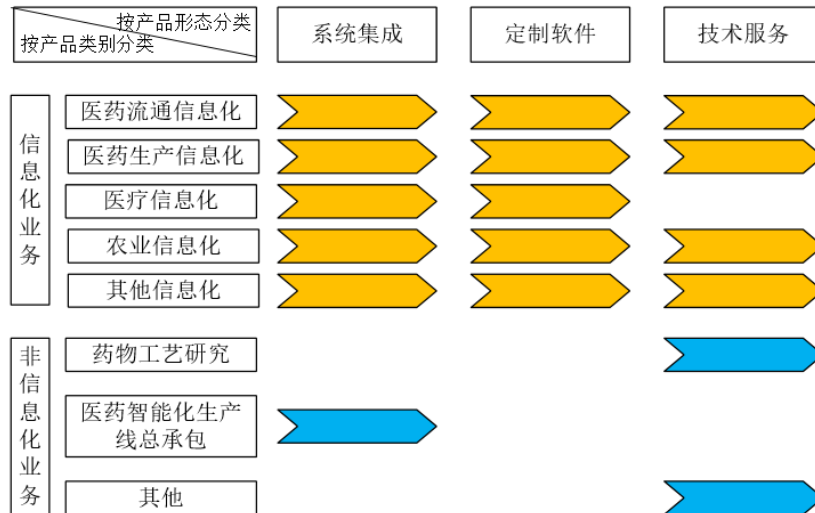 按产品形态分类
按产品类别分类
系统集成
定制软件
技术服务
信息化业务
医药流通信息化
医药生产信息化
医疗信息化
农业信息化
其他信息化
非信息化业务
药物工艺研究
医药智能化生产
线总承包
其他